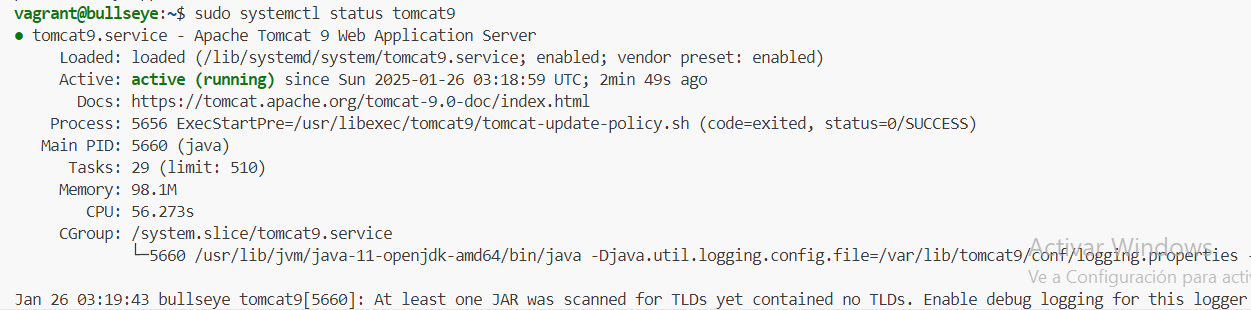 vagrant@bullseye:~$ sudo systemctl status tomcat9
● tomcat9.service - Apache Tomcat 9 Web Application Server
Loaded: loaded (/lib/systemd/system/tomcat9.service; enabled; vendor preset: enabled)
Active: active (running) since Sun 2025-01-26 03:18:59 UTC; 2min 49s ago
Docs: https://tomcat.apache.org/tomcat-9.0-doc/index.html
Process: 5656 ExecStartPre=/usr/libexec/tomcat9/tomcat-update-policy.sh (code=exited, status=0/SUCCESS)
Main PID: 5660 (java)
Tasks: 29 (limit: 510)
Memory: 98.1M
CPU: 56.273s
CGroup: /system.slice/tomcat9.service
└─5660 /usr/lib/jvm/java-11-openjdk-amd64/bin/java -Djava.util.logging.config.file=/var/lib/tomcat9/conf/logging.properties -
Activar Windows
Ve a Configuración para acti
Jan 26 03:19:43 bullseye tomcat9[5660]: At least one JAR was scanned for TLDs yet contained no TLDs. Enable debug logging for this logger